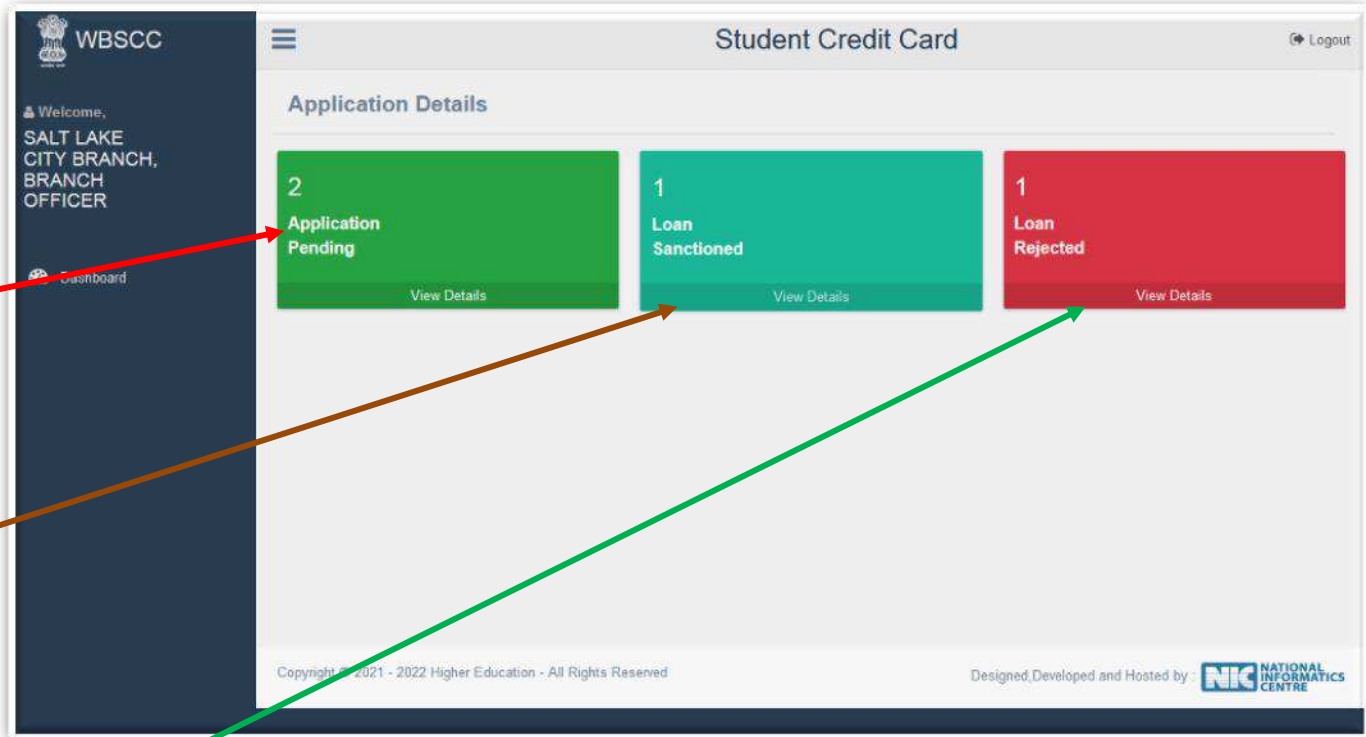 WBSCC
Student Credit Card
Logout
Welcome,
SALT LAKE
CITY BRANCH,
BRANCH
OFFICER
Dashboard
Application Details
2
Application
Pending
View Details
1
Loan
Sanctioned
View Details
1
Loan
Rejected
View Details
Copyright © 2021 - 2022 Higher Education - All Rights Reserved
Designed,Developed and Hosted by :
NIC
NATIONAL
INFORMATICS
CENTRE